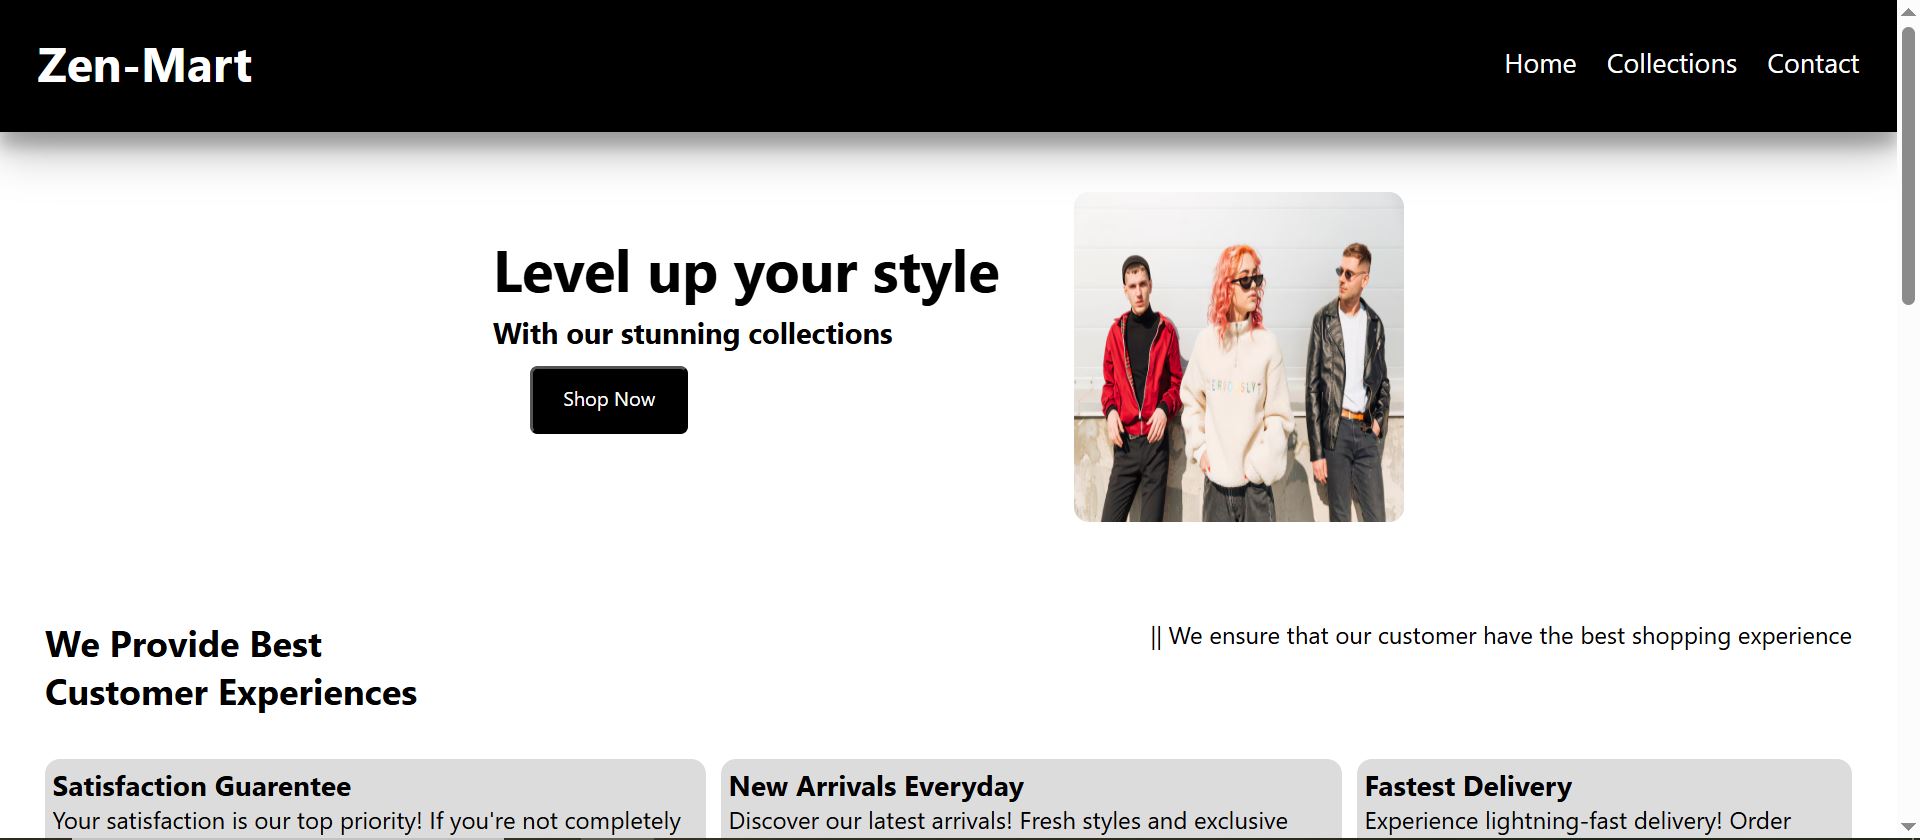 Zen-Mart
Home Collections Contact
Level up your style
With our stunning collections
Shop Now
We Provide Best
Customer Experiences
|| We ensure that our customer have the best shopping experience
Satisfaction Guarentee
Your satisfaction is our top priority! If you're not completely
New Arrivals Everyday
Discover our latest arrivals! Fresh styles and exclusive
Fastest Delivery
Experience lightning-fast delivery! Order